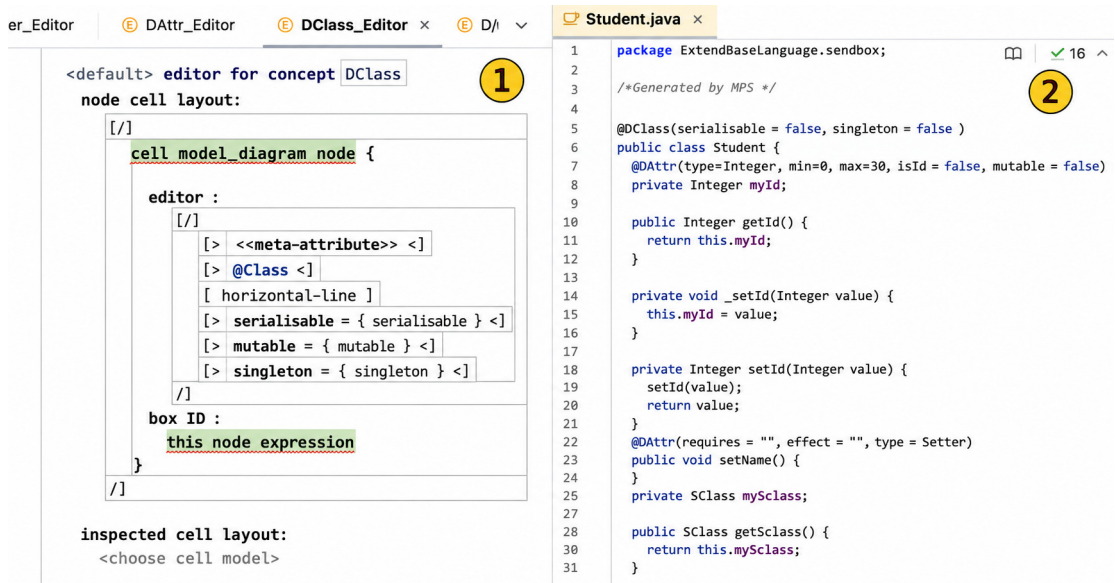 er_Editor
E DAttr_Editor
E DClass_Editor ×
E D/
<default> editor for concept DClass
1
node cell layout:
[/]
cell model_diagram node {
editor :
[/]
[> <<meta-attribute>> <]
[> @Class <]
[ horizontal-line ]
[> serialisable = { serialisable } <]
[> mutable = { mutable } <]
[> singleton = { singleton } <]
/]
box ID :
this node expression
}
/]
inspected cell layout:
<choose cell model>
Student.java ×
16
2
1 package ExtendBaseLanguage.sendbox;
2
3 /*Generated by MPS */
4
5 @DClass(serialisable = false, singleton = false )
6 public class Student {
7 @DAttr(type=Integer, min=0, max=30, isId = false, mutable = false)
8 private Integer myId;
9
10 public Integer getId() {
11 return this.myId;
12 }
13
14 private void _setId(Integer value) {
15 this.myId = value;
16 }
17
18 private Integer setId(Integer value) {
19 setId(value);
20 return value;
21 }
22 @DAttr(requires = "", effect = "", type = Setter)
23 public void setName() {
24 }
25 private SClass mySclass;
27
28 public SClass getSclass() {
30 return this.mySclass;
31 }